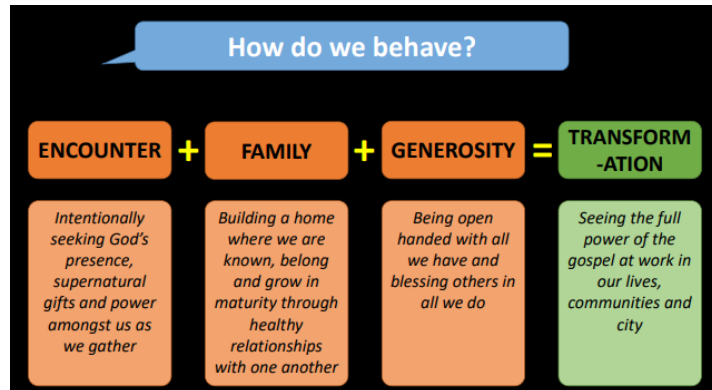 How do we behave?
ENCOUNTER
+
FAMILY
+
GENEROSITY
=
TRANSFORM
-ATION
Intentionally
seeking God's
presence,
supernatural
gifts and power
amongst us as
we gather
Building a home
where we are
known, belong
and grow in
maturity through
healthy
relationships
with one another
Being open
handed with all
we have and
blessing others in
all we do
Seeing the full
power of the
gospel at work in
our lives,
communities and
city